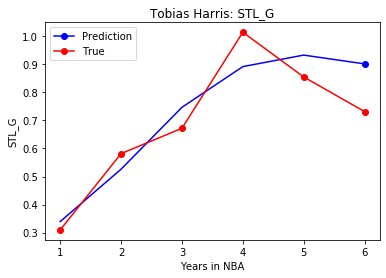 Tobias Harris: STL_G
Prediction
True
STL_G
1.0
0.9
0.8
0.7
0.6
0.5
0.4
0.3
1 2 3 4 5 6
Years in NBA